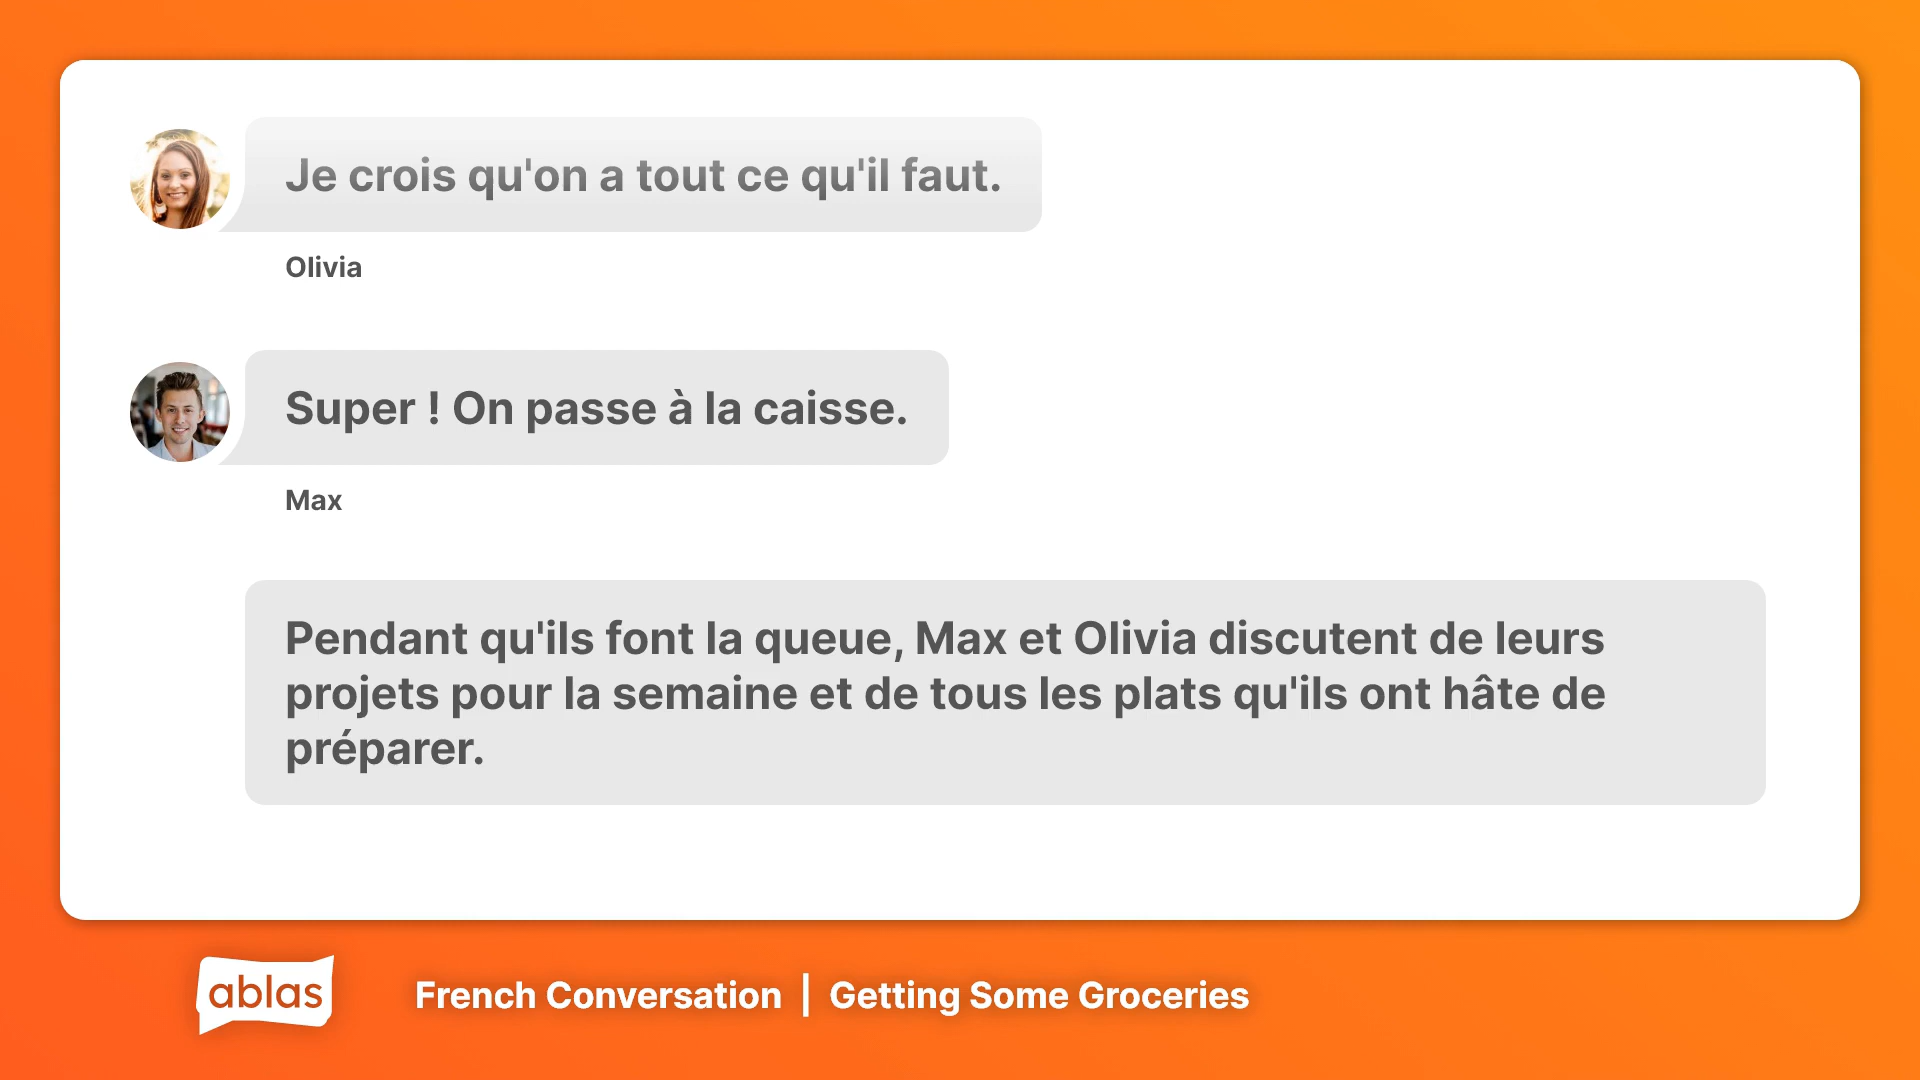 Je crois qu'on a tout ce qu'il faut.
Olivia
Super ! On passe à la caisse.
Max
Pendant qu'ils font la queue, Max et Olivia discutent de leurs
projets pour la semaine et de tous les plats qu'ils ont hâte de
préparer.
ablas
French Conversation | Getting Some Groceries